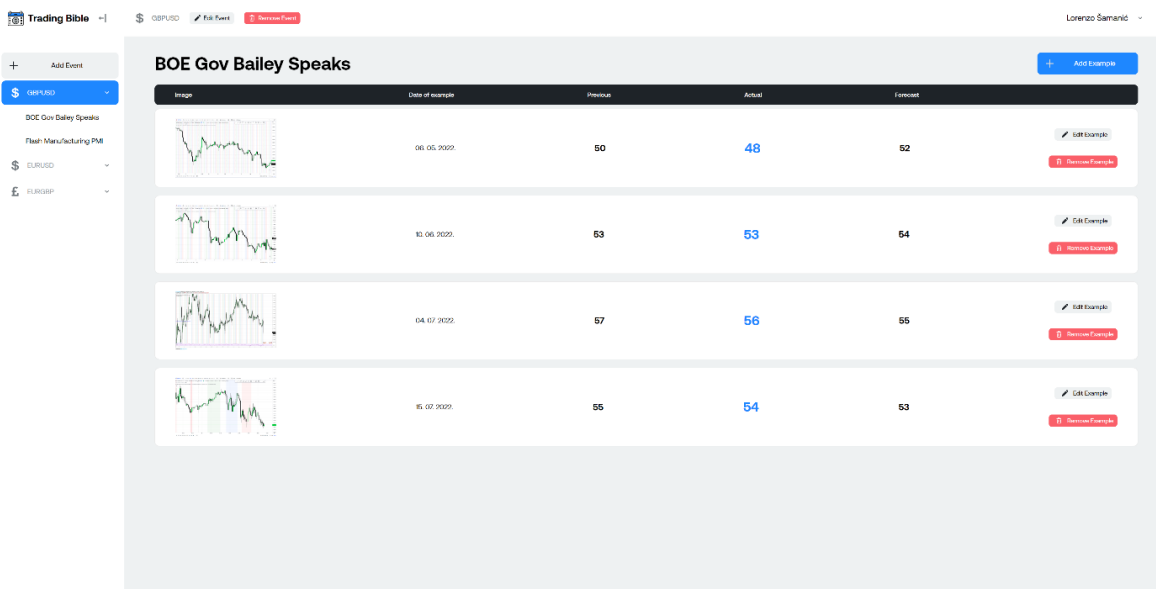 Trading Bible
$ GBPUSD Edit Event Remove Event
Lorenzo Šamanić
+ Add Event
$ GBPUSD
BOE Gov Bailey Speaks
Flash Manufacturing PMI
$ EURUSD
£ EURGBP
BOE Gov Bailey Speaks
+ Add Example
Image Date of example Previous Actual Forecast
06. 05. 2022. 50 48 52
Edit Example
Remove Example
10. 06. 2022. 53 53 54
Edit Example
Remove Example
04. 07. 2022. 57 56 55
Edit Example
Remove Example
15. 07. 2022. 55 54 53
Edit Example
Remove Example